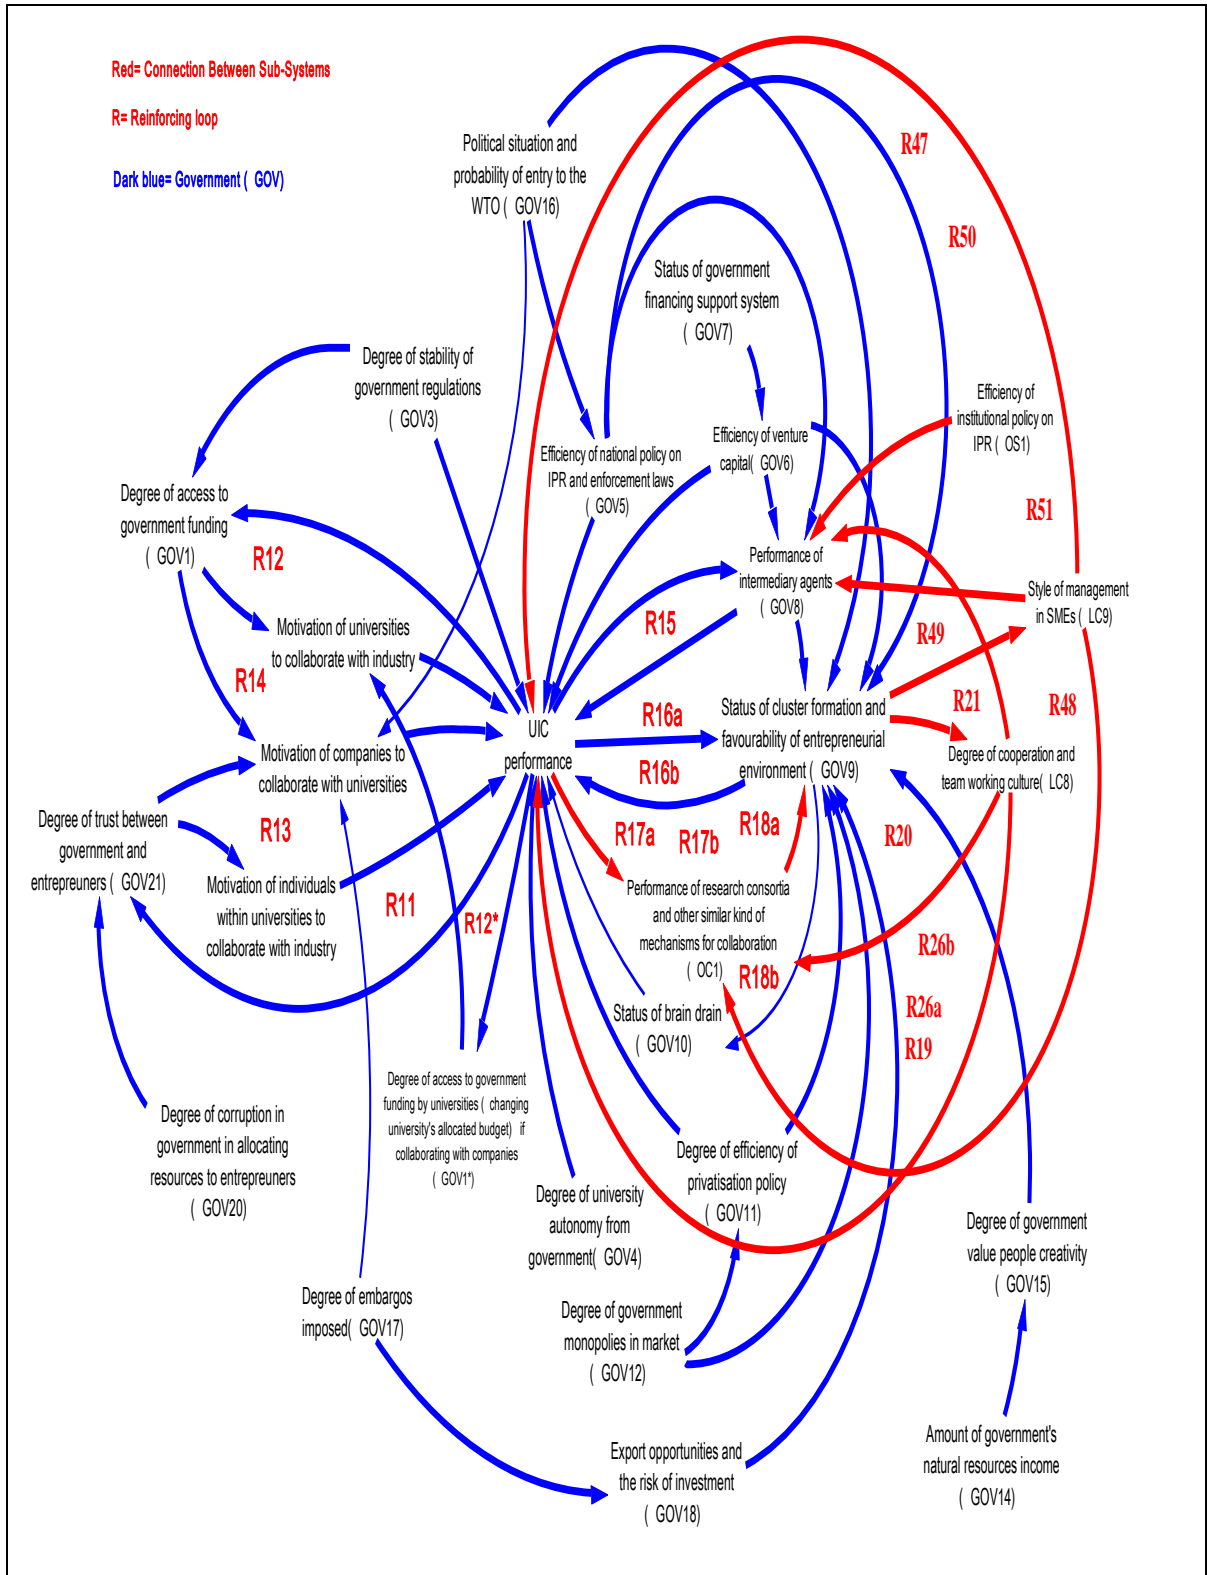 Red= Connection Between Sub-Systems
R= Reinforcing loop
Dark blue= Government ( GOV)
Political situation and
probability of entry to the
WTO ( GOV16)
R47
R50
Status of government
financing support system
( GOV7)
Degree of stability of
government regulations
( GOV3)
Efficiency of
institutional policy on
IPR ( OS1)
Efficiency of venture
capital( GOV6)
Efficiency of national policy on
IPR and enforcement laws
( GOV5)
Degree of access to
government funding
( GOV1)
R12
R51
Performance of
intermediary agents
( GOV8)
Style of management
in SMEs ( LC9)
Motivation of universities
to collaborate with industry
R15
R49
R14
R16a
R21
R48
Status of cluster formation and
favourability of entrepreneurial
environment ( GOV9)
UIC
performance
Motivation of companies to
collaborate with universities
Degree of cooperation and
team working culture( LC8)
R16b
Degree of trust between
government and
entrepreuners ( GOV21)
R13
R17a
R17b
R18a
R20
Motivation of individuals
within universities to
collaborate with industry
R11
R12*
Performance of research consortia
and other similar kind of
mechanisms for collaboration
( OC1)
R18b
R26b
R26a
R19
Status of brain drain
( GOV10)
Degree of access to government
funding by universities ( changing
university's allocated budget) if
collaborating with companies
( GOV1*)
Degree of corruption in
government in allocating
resources to entrepreuners
( GOV20)
Degree of efficiency of
privatisation policy
( GOV11)
Degree of university
autonomy from
government( GOV4)
Degree of government
value people creativity
( GOV15)
Degree of embargos
imposed( GOV17)
Degree of government
monopolies in market
( GOV12)
Export opportunities and
the risk of investment
( GOV18)
Amount of government's
natural resources income
( GOV14)